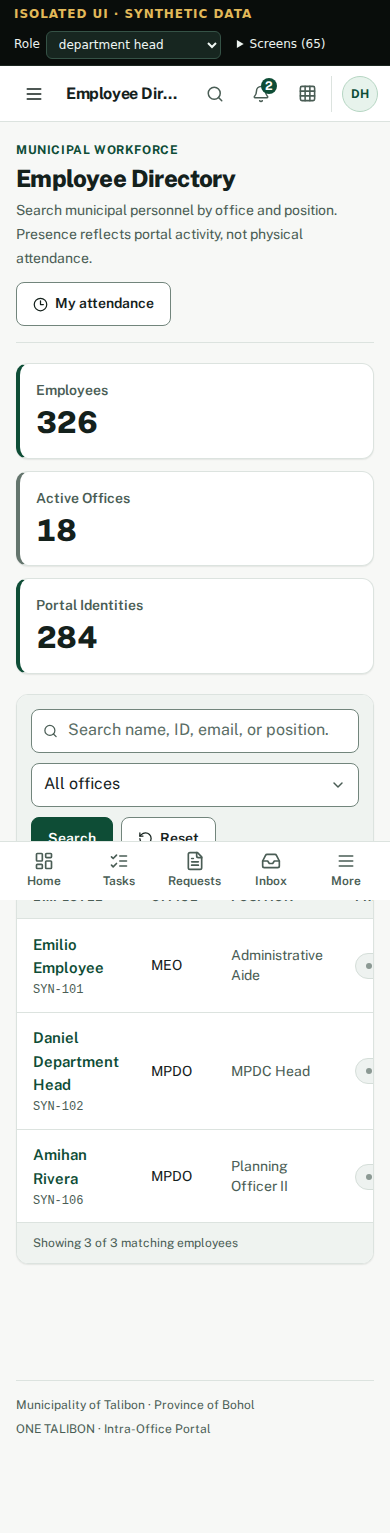 ISOLATED UI · SYNTHETIC DATA
Role department head Screens (65)
Employee Dir... 2 DH
MUNICIPAL WORKFORCE
Employee Directory
Search municipal personnel by office and position.
Presence reflects portal activity, not physical
attendance.
My attendance
Employees
326
Active Offices
18
Portal Identities
284
Search name, ID, email, or position.
All offices
Search Reset
Home Tasks Requests Inbox More
Emilio
Employee
SYN-101
MEO
Administrative
Aide
Daniel
Department
Head
SYN-102
MPDO
MPDC Head
Amihan
Rivera
SYN-106
MPDO
Planning
Officer II
Showing 3 of 3 matching employees
Municipality of Talibon · Province of Bohol
ONE TALIBON · Intra-Office Portal